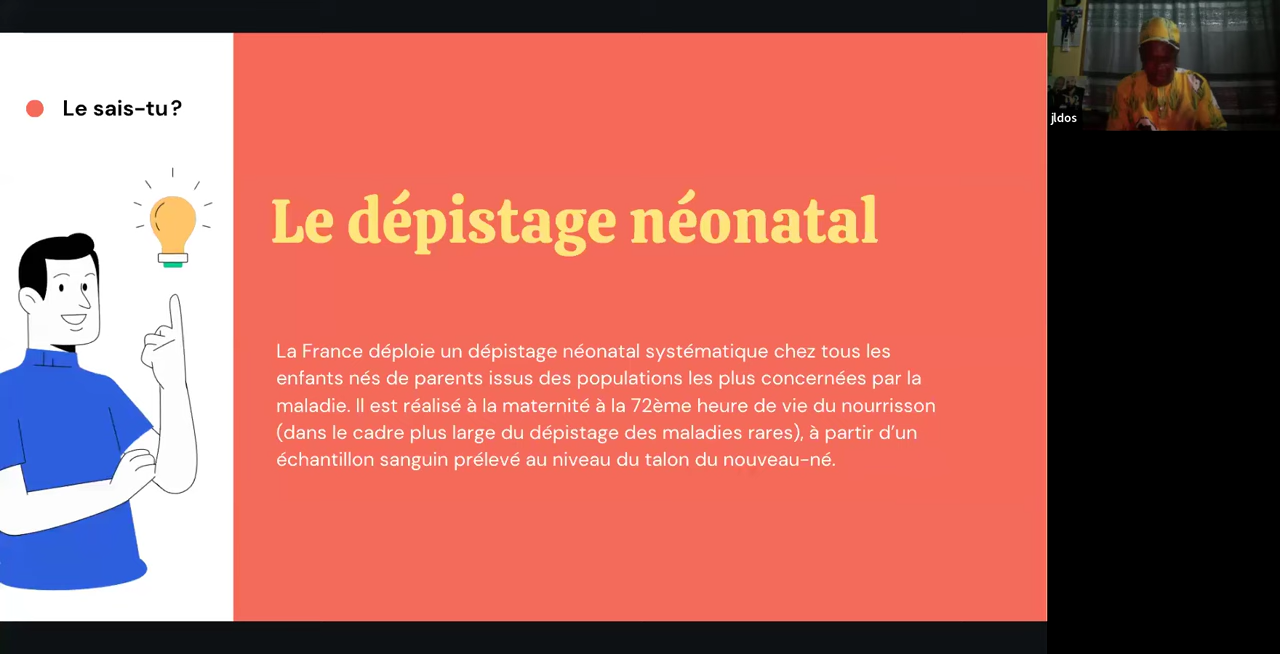 Le sais-tu?
Le dépistage néonatal
La France déploie un dépistage néonatal systématique chez tous les
enfants nés de parents issus des populations les plus concernées par la
maladie. Il est réalisé à la maternité à la 72ème heure de vie du nourrisson
(dans le cadre plus large du dépistage des maladies rares), à partir d'un
échantillon sanguin prélevé au niveau du talon du nouveau-né.
jldos